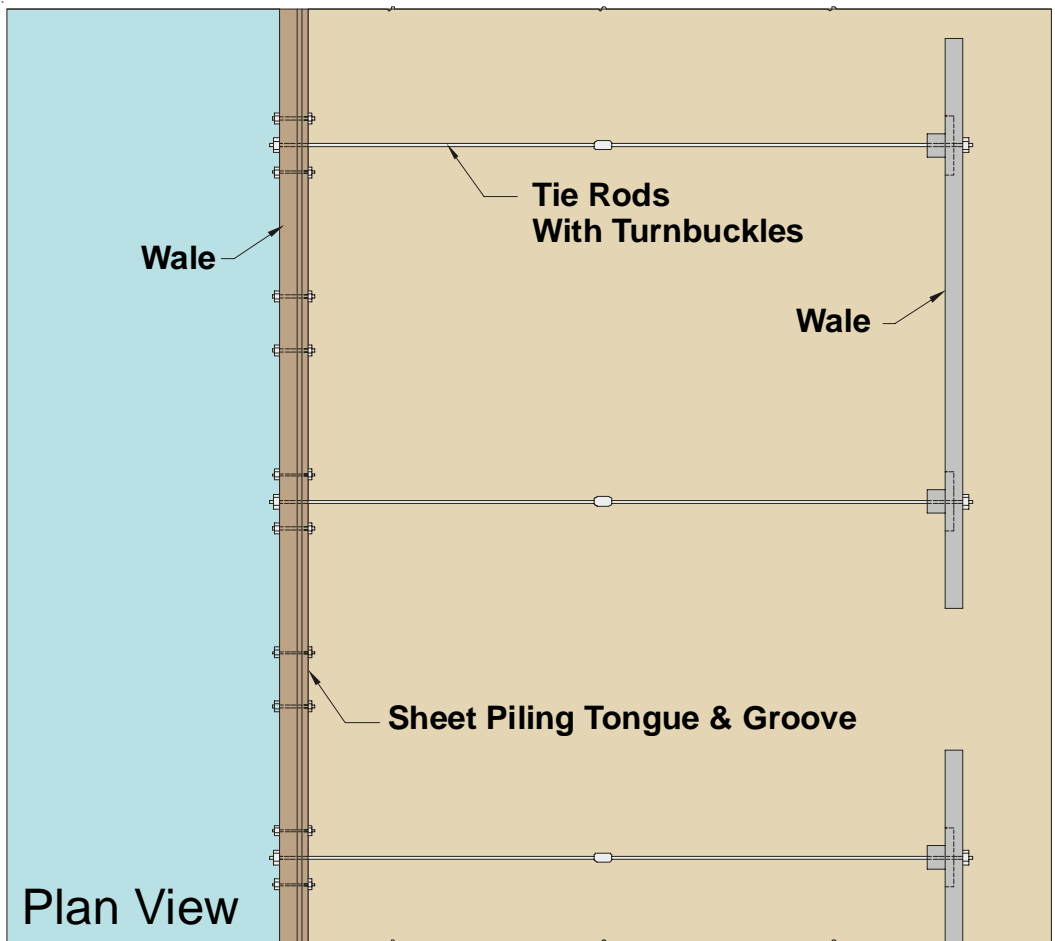 Tie Rods
With Turnbuckles
Wale
Wale
Sheet Piling Tongue & Groove
Plan View